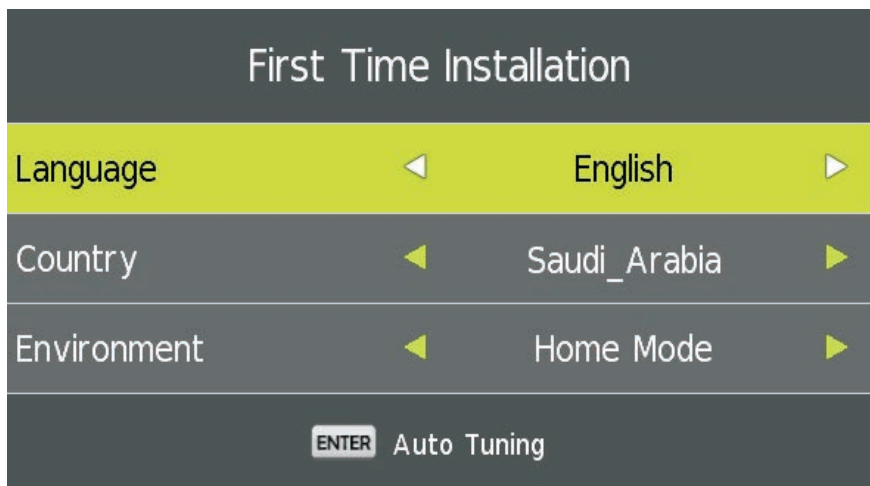 First Time Installation
Language English
Country Saudi_Arabia
Environment Home Mode
ENTER Auto Tuning